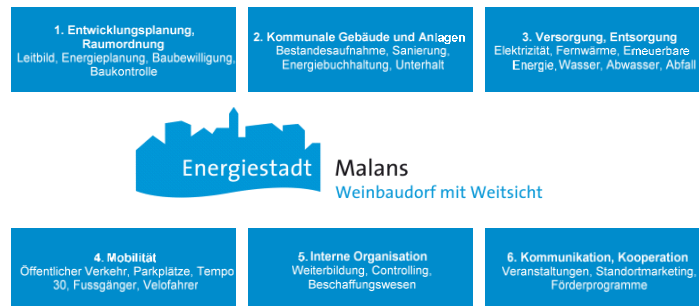 1. Entwicklungsplanung,
Raumordnung
Leitbild, Energieplanung, Baubewilligung,
Baukontrolle
2. Kommunale Gebäude und Anlagen
Bestandesaufnahme, Sanierung,
Energiebuchhaltung, Unterhalt
3. Versorgung, Entsorgung
Elektrizität, Fernwärme, Erneuerbare
Energie, Wasser, Abwasser, Abfall
Energiestadt Malans
Weinbaudorf mit Weitsicht
4. Mobilität
Öffentlicher Verkehr, Parkplätze, Tempo
30, Fussgänger, Velofahrer
5. Interne Organisation
Weiterbildung, Controlling,
Beschaffungswesen
6. Kommunikation, Kooperation
Veranstaltungen, Standortmarketing,
Förderprogramme